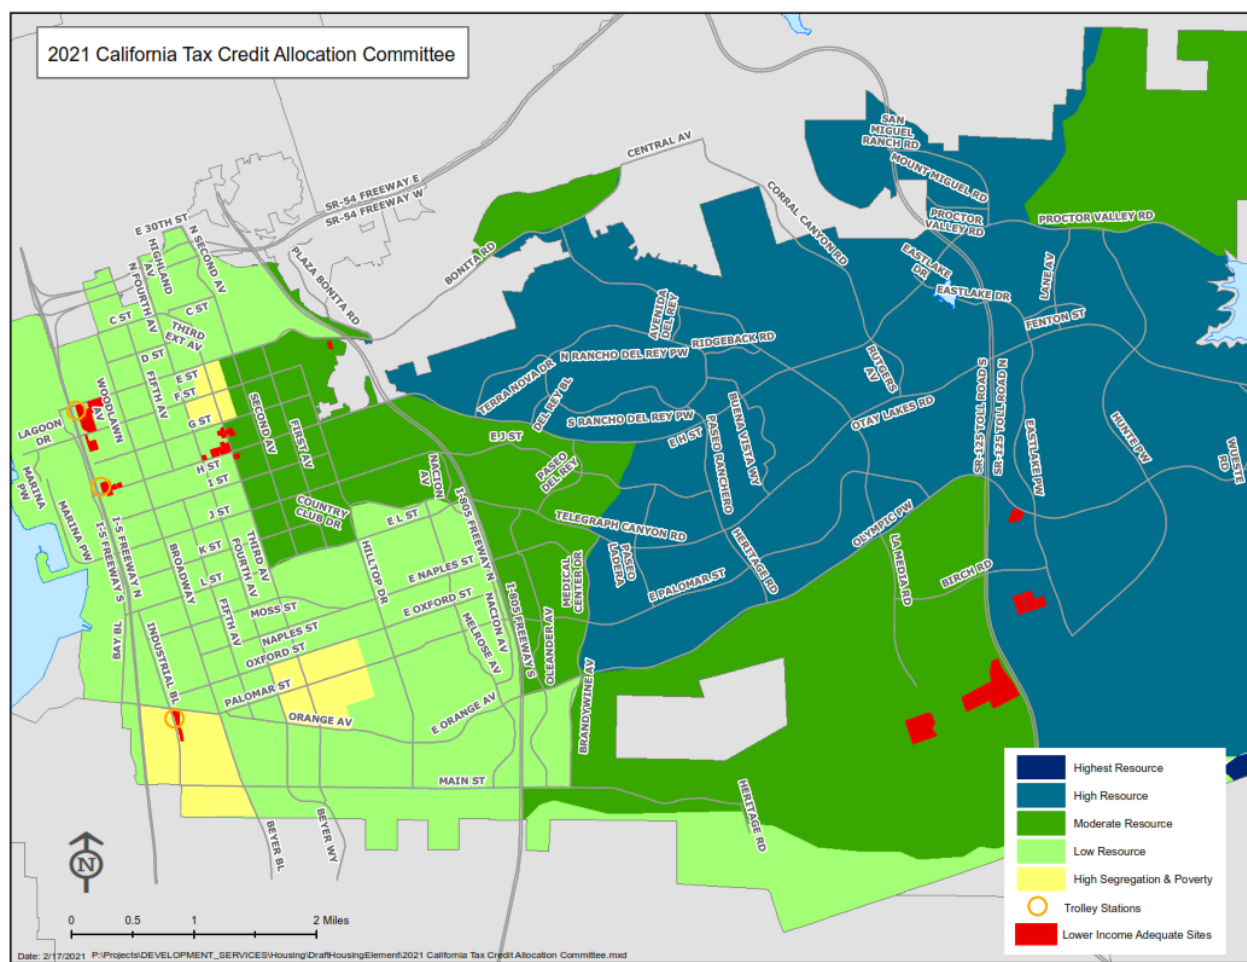 2021 California Tax Credit Allocation Committee
SAN
MIGUEL
RANCH RD
CENTRAL AV
MOUNT MIGUEL RD
SR-54 FREEWAY E
SR-54 FREEWAY W
CORRAL CANYON RD
PROCTOR
VALLEY RD
PROCTOR VALLEY RD
E 30TH ST
N SECOND AV
HIGHLAND
AV
N FOURTH AV
PLAZA BONITA RD
BONITA RD
EASTLAKE
DR
EASTLAKE DR
LANE AV
FENTON ST
C ST
C ST
THIRD
EXT AV
AVENIDA
DEL REY
RIDGEBACK RD
N RANCHO DEL REY PW
D ST
E ST
F ST
FIFTH AV
WOODLAWN
AV
TERRA NOVA DR
DEL REY BL
RUTGERS
AV
SR-125 TOLL ROAD S
SR-125 TOLL ROAD N
G ST
SECOND AV
FIRST AV
S RANCHO DEL REY PW
BUENA VISTA WY
OTAY LAKES RD
HUNTE PW
LAGOON
DR
E J ST
E H ST
PASEO RANCHERO
EASTLAKE PW
WUESTE
RD
MARINA
PW
H ST
I ST
NACION
AV
PASEO
DEL REY
MARINA PW
I-5 FREEWAY S
I-5 FREEWAY N
J ST
COUNTRY
CLUB DR
E L ST
I-805 FREEWAY N
TELEGRAPH CANYON RD
OLYMPIC PW
K ST
BROADWAY
THIRD AV
FOURTH AV
HILLTOP DR
E NAPLES ST
MEDICAL
CENTER DR
PASEO
LADERA
HERITAGE RD
LA MEDIA RD
BIRCH RD
L ST
MOSS ST
FIFTH AV
E OXFORD ST
NACION AV
E PALOMAR ST
BAY BL
INDUSTRIAL BL
NAPLES ST
OXFORD ST
MELROSE AV
I-805 FREEWAY S
OLEANDER AV
PALOMAR ST
ORANGE AV
E ORANGE AV
BRANDYWINE AV
MAIN ST
HERITAGE RD
BEYER BL
BEYER WY
Highest Resource
High Resource
Moderate Resource
Low Resource
High Segregation & Poverty
Trolley Stations
Lower Income Adequate Sites
N
0 0.5 1 2 Miles
Date: 2/17/2021 P:\Projects\DEVELOPMENT_SERVICES\Housing\DraftHousingElement\2021 California Tax Credit Allocation Committee.mxd